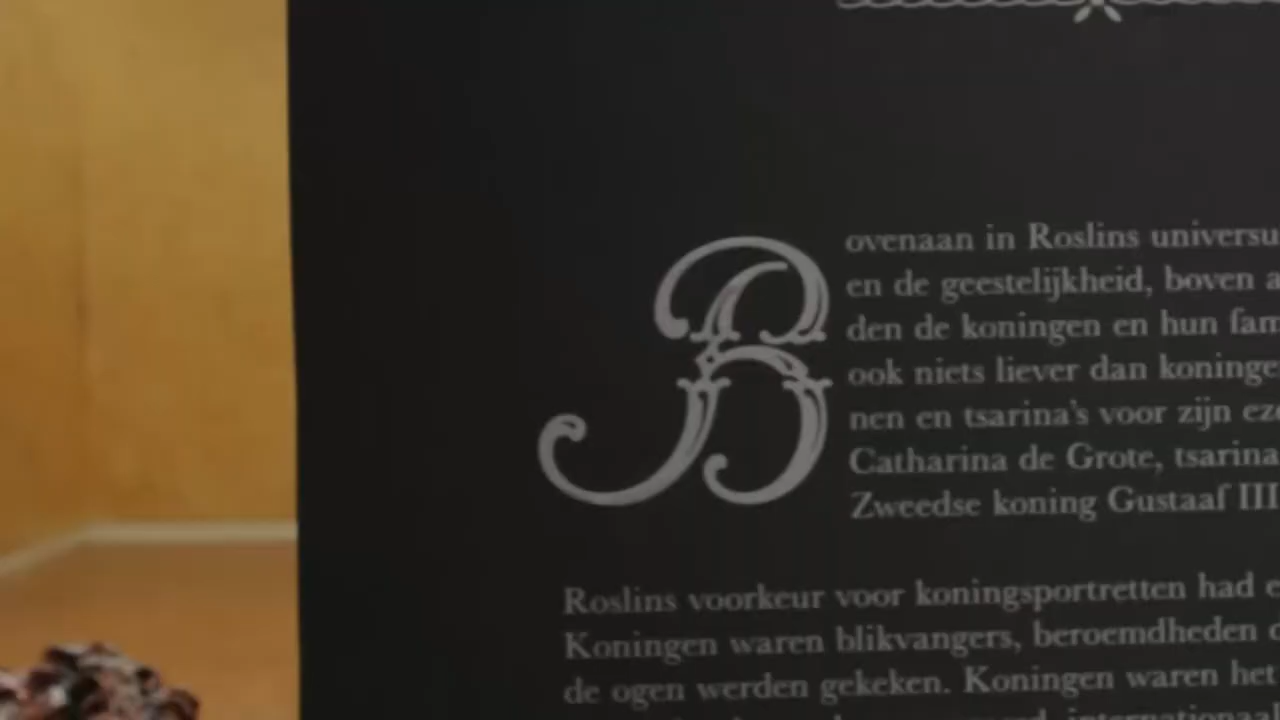 Bovenaan in Roslins
en de geestelijkheid, boven
den de koningen en hun
ook niets liever dan
nen en tsarina's voor zijn
Catharina de Grote, tsarina
Zweedse koning Gustaaf III
Roslins voorkeur voor koningsportretten had
Koningen waren blikvangers, beroemdheden
de ogen werden gekeken. Koningen waren het